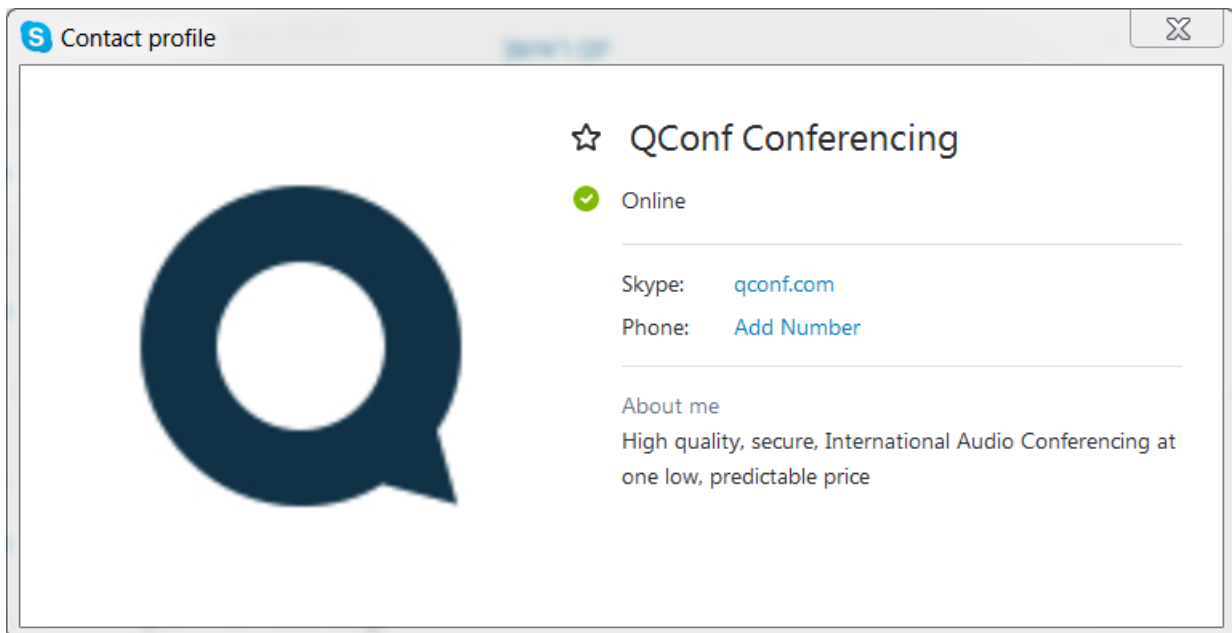 Contact profile
QConf Conferencing
Online
Skype: qconf.com
Phone: Add Number
About me
High quality, secure, International Audio Conferencing at
one low, predictable price